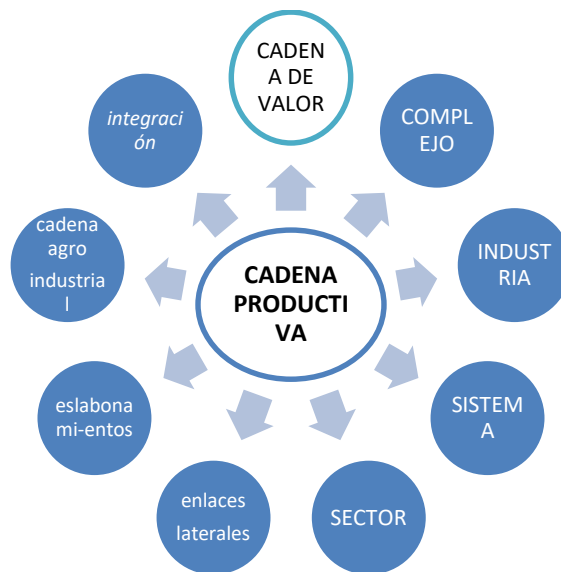 CADEN
A DE
VALOR
COMPL
EJO
INDUST
RIA
SISTEM
A
SECTOR
enlaces
laterales
eslabona
mi-entos
cadena
agro
industria
l
integraci
ón
CADENA
PRODUCTI
VA